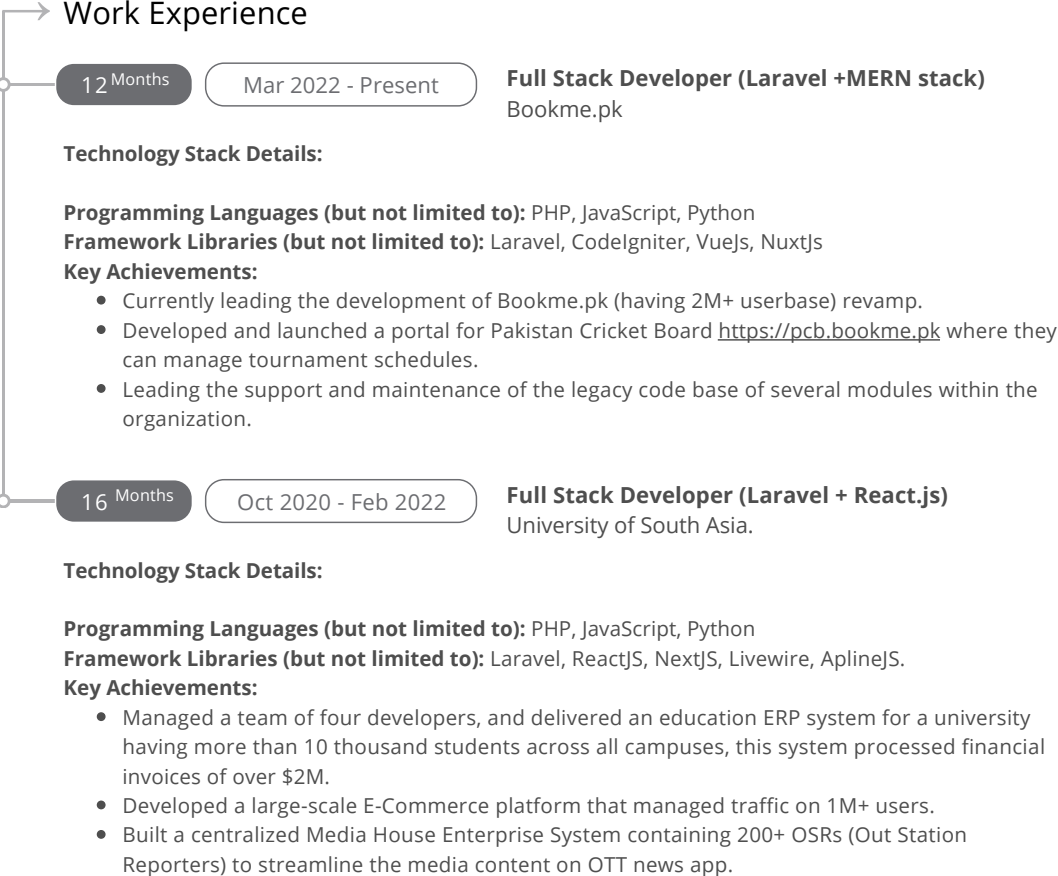 Work Experience
12 Months
Mar 2022 - Present
Full Stack Developer (Laravel +MERN stack)
Bookme.pk
Technology Stack Details:
Programming Languages (but not limited to): PHP, JavaScript, Python
Framework Libraries (but not limited to): Laravel, CodeIgniter, VueJs, NuxtJs
Key Achievements:
• Currently leading the development of Bookme.pk (having 2M+ userbase) revamp.
• Developed and launched a portal for Pakistan Cricket Board https://pcb.bookme.pk where they
can manage tournament schedules.
• Leading the support and maintenance of the legacy code base of several modules within the
organization.
16 Months
Oct 2020 - Feb 2022
Full Stack Developer (Laravel + React.js)
University of South Asia.
Technology Stack Details:
Programming Languages (but not limited to): PHP, JavaScript, Python
Framework Libraries (but not limited to): Laravel, ReactJS, NextJS, Livewire, AplineJS.
Key Achievements:
• Managed a team of four developers, and delivered an education ERP system for a university
having more than 10 thousand students across all campuses, this system processed financial
invoices of over $2M.
• Developed a large-scale E-Commerce platform that managed traffic on 1M+ users.
• Built a centralized Media House Enterprise System containing 200+ OSRs (Out Station
Reporters) to streamline the media content on OTT news app.